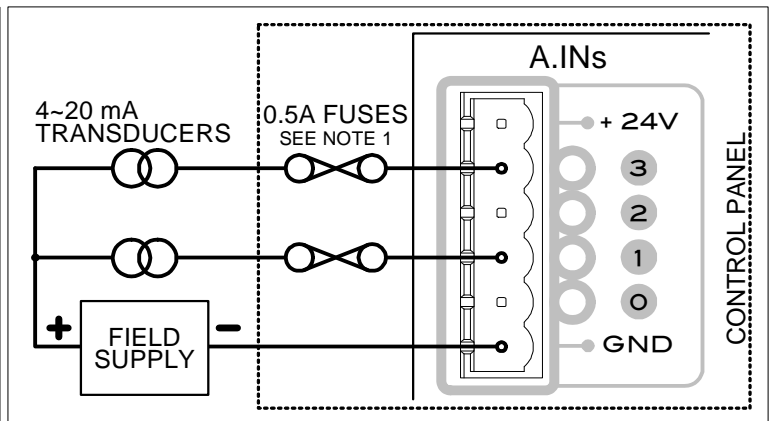 A.INs
4~20 mA
TRANSDUCERS
0.5A FUSES
SEE NOTE 1
+ 24V
3
2
1
0
GND
+
−
FIELD
SUPPLY
CONTROL PANEL